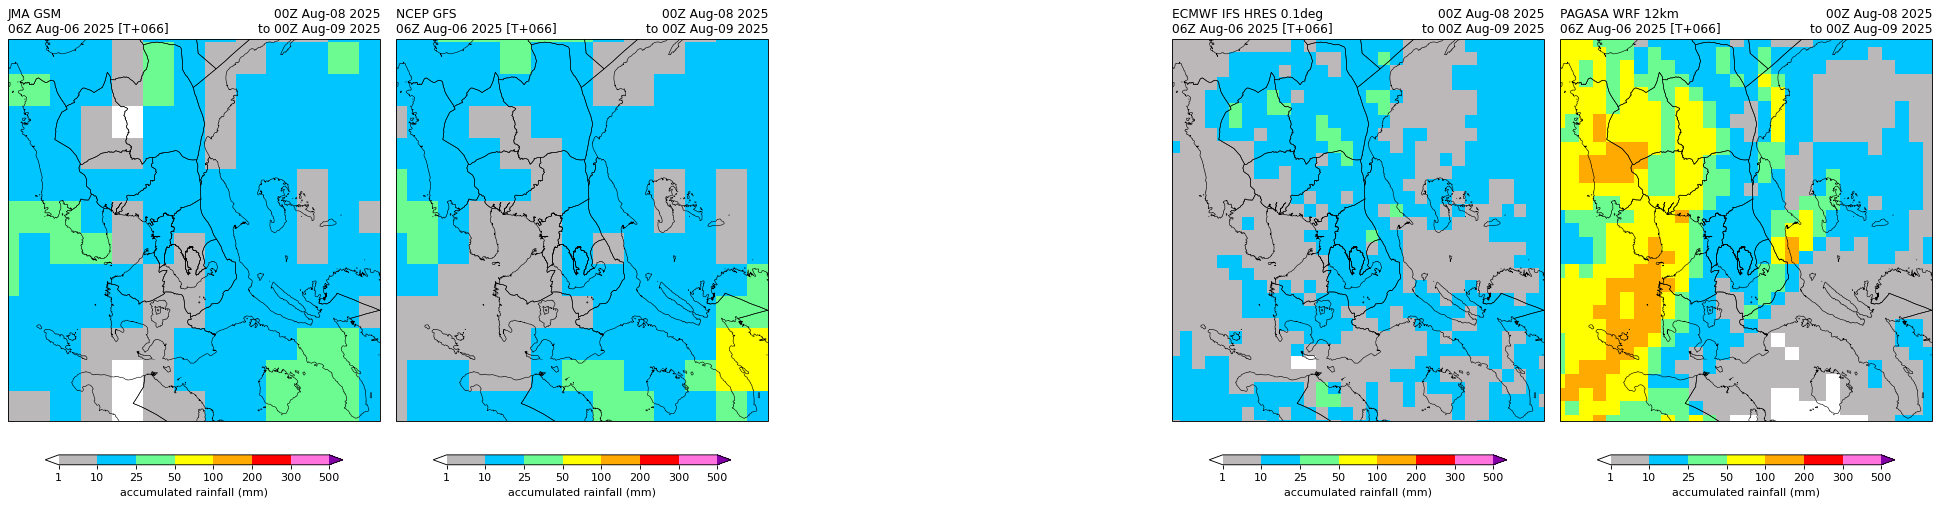 JMA GSM 00Z Aug-08 2025
06Z Aug-06 2025 [T+066] to 00Z Aug-09 2025
NCEP GFS 00Z Aug-08 2025
06Z Aug-06 2025 [T+066] to 00Z Aug-09 2025
ECMWF IFS HRES 0.1deg 00Z Aug-08 2025
06Z Aug-06 2025 [T+066] to 00Z Aug-09 2025
PAGASA WRF 12km 00Z Aug-08 2025
06Z Aug-06 2025 [T+066] to 00Z Aug-09 2025
1 10 25 50 100 200 300 500
accumulated rainfall (mm)
1 10 25 50 100 200 300 500
accumulated rainfall (mm)
1 10 25 50 100 200 300 500
accumulated rainfall (mm)
1 10 25 50 100 200 300 500
accumulated rainfall (mm)